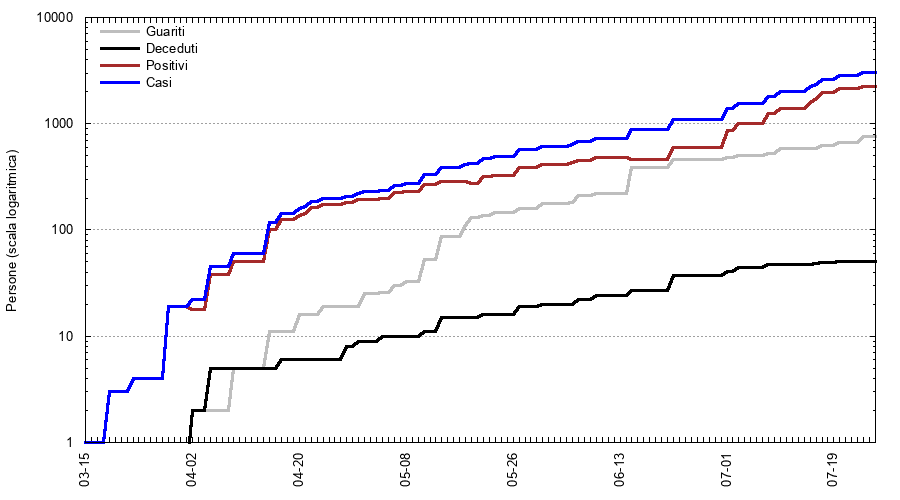 10000
1000
100
10
1
Persone (scala logaritmica)
Guariti
Deceduti
Positivi
Casi
03-15
04-02
04-20
05-08
05-26
06-13
07-01
07-19